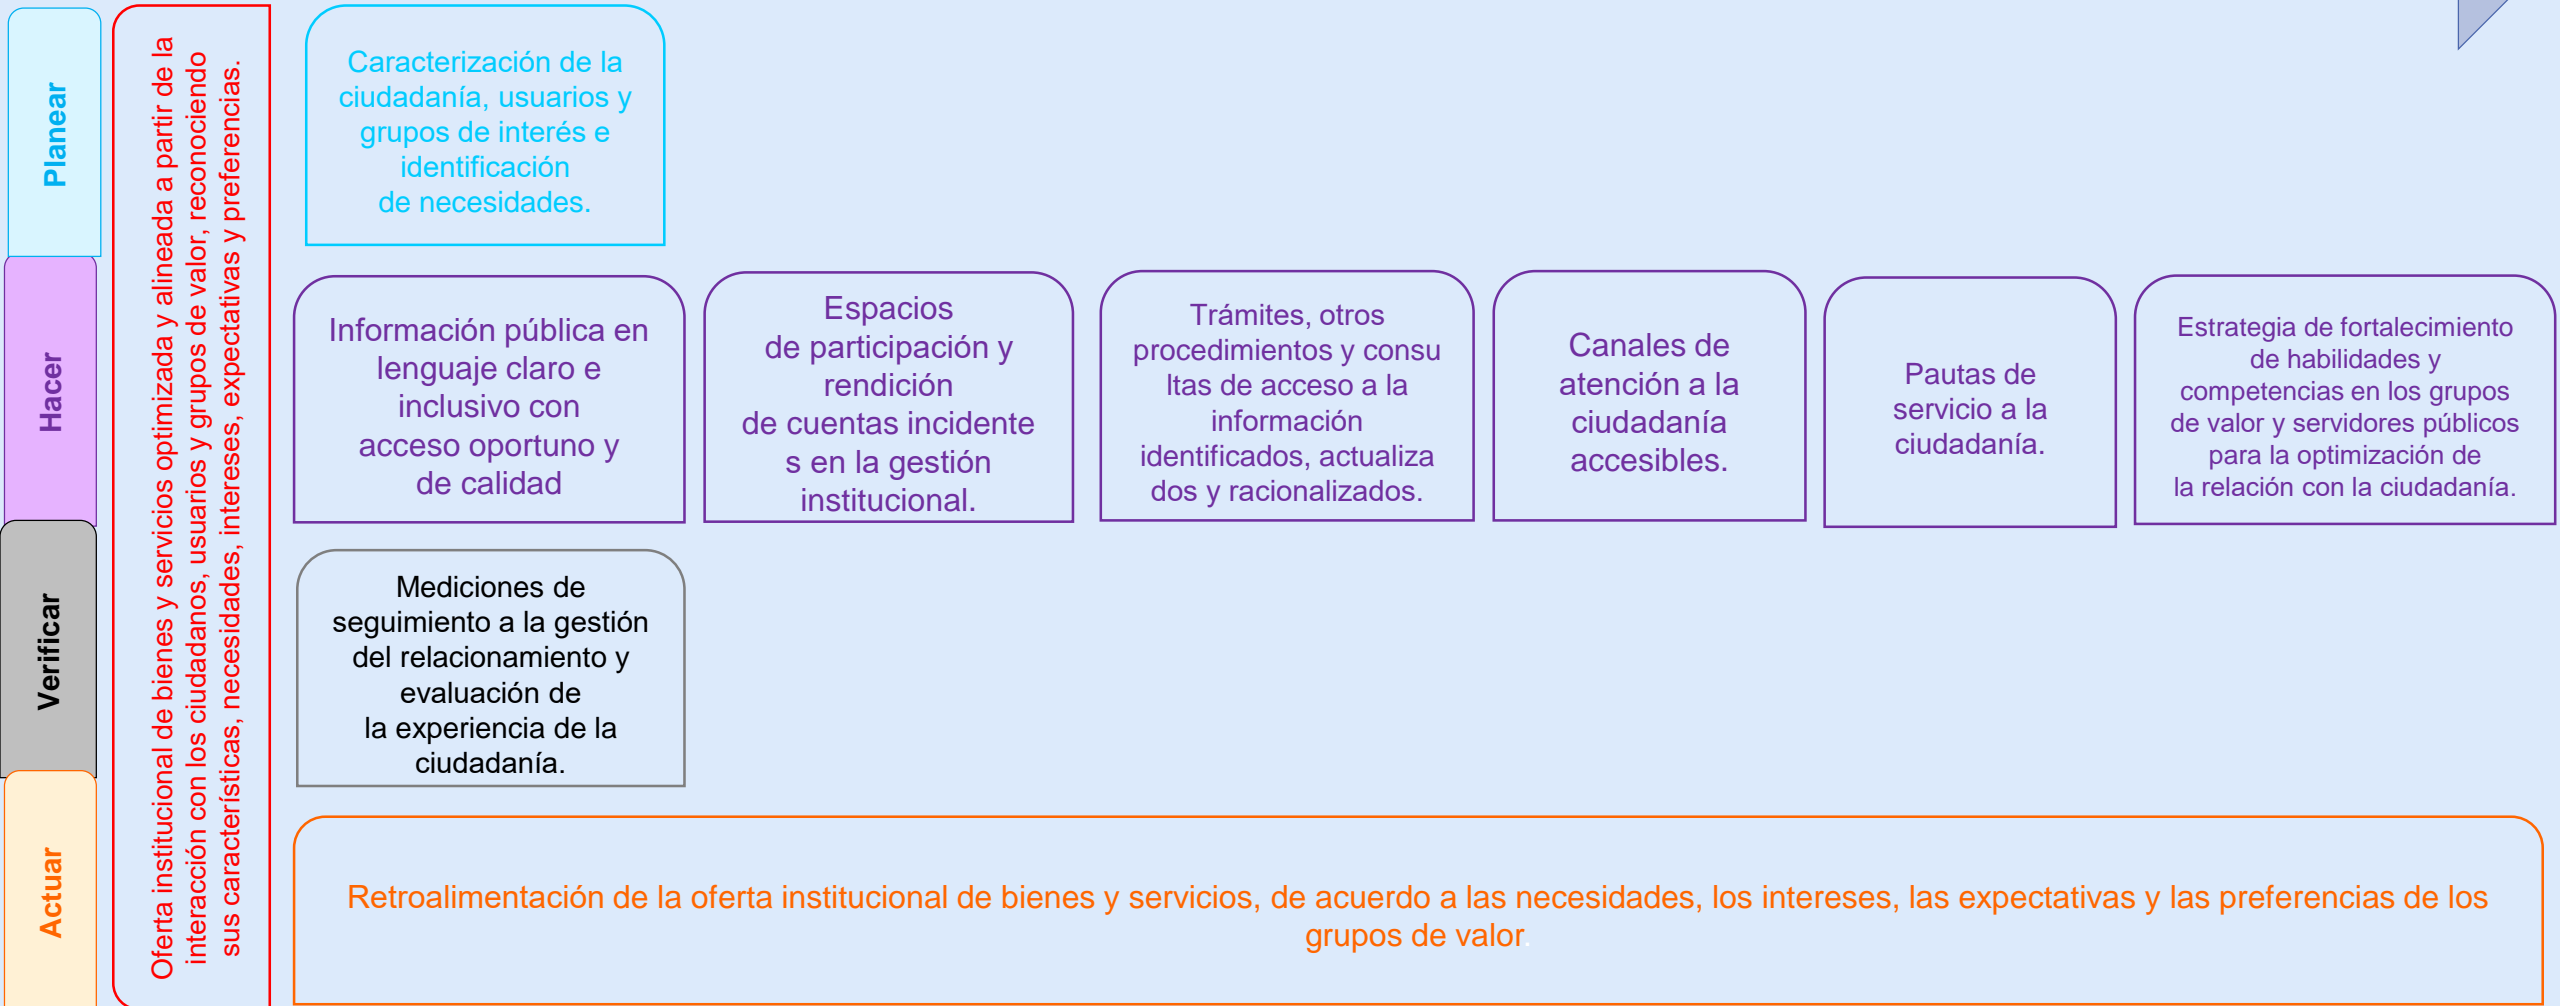 Planear
Hacer
Verificar
Actuar
Oferta institucional de bienes y servicios optimizada y alineada a partir de la
interacción con los ciudadanos, usuarios y grupos de valor, reconociendo
sus características, necesidades, intereses, expectativas y preferencias.
Caracterización de la
ciudadanía, usuarios y
grupos de interés e
identificación
de necesidades.
Información pública en
lenguaje claro e
inclusivo con
acceso oportuno y
de calidad
Espacios
de participación y
rendición
de cuentas incidente
s en la gestión
institucional.
Trámites, otros
procedimientos y consu
ltas de acceso a la
información
identificados, actualiza
dos y racionalizados.
Canales de
atención a la
ciudadanía
accesibles.
Pautas de
servicio a la
ciudadanía.
Estrategia de fortalecimiento
de habilidades y
competencias en los grupos
de valor y servidores públicos
para la optimización de
la relación con la ciudadanía.
Mediciones de
seguimiento a la gestión
del relacionamiento y
evaluación de
la experiencia de la
ciudadanía.
Retroalimentación de la oferta institucional de bienes y servicios, de acuerdo a las necesidades, los intereses, las expectativas y las preferencias de los
grupos de valor.